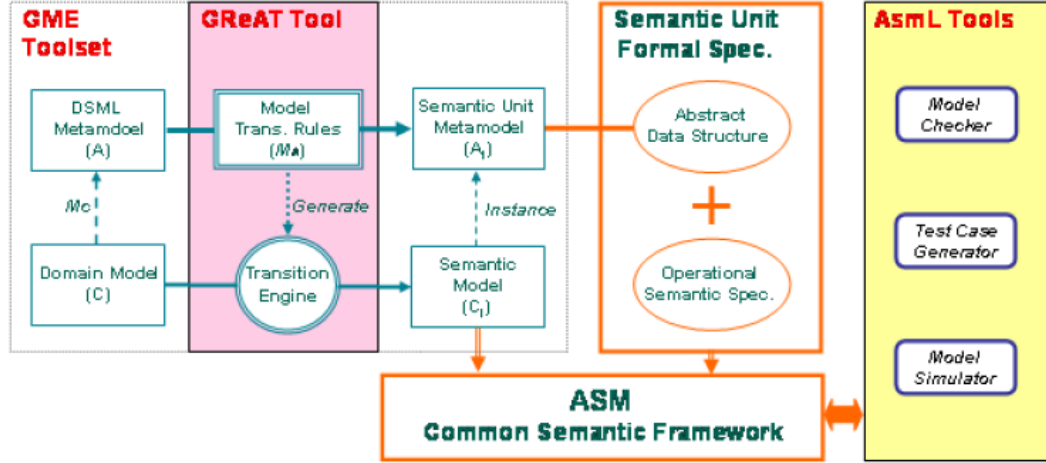 GME
Toolset
GReAT Tool
Semantic Unit
Formal Spec.
AsmL Tools
DSML
Metamdoel
(A)
Model
Trans. Rules
(Ma)
Semantic Unit
Metamodel
(A₁)
Abstract
Data Structure
Model
Checker
Mc
Generate
Instance
Domain Model
(C)
Transition
Engine
Semantic
Model
(C₁)
Operational
Semantic Spec.
Test Case
Generator
Model
Simulator
ASM
Common Semantic Framework